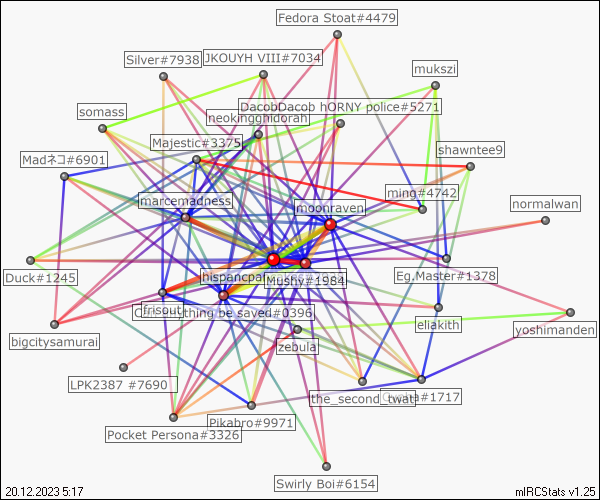 Fedora Stoat#4479
Silver#7938
JKOUYH VIII#7034
mukszi
DacobDacob hORNY police#5271
somass
neokingghidorah
Majestic#3375
shawntee9
Madネコ#6901
ming#4742
marcemadness
moonraven
normalwan
Duck#1245
hispancpal
Mushy#1984
Eg.Master#1378
frisout
thing be saved#0396
eliakith
yoshimanden
bigcitysamurai
zebula
LPK2387 #7690
the_second_twat
#1717
Pocket Persona#3326
Pikabro#9971
Swirly Boi#6154
20.12.2023 5:17
mIRCStats v1.25